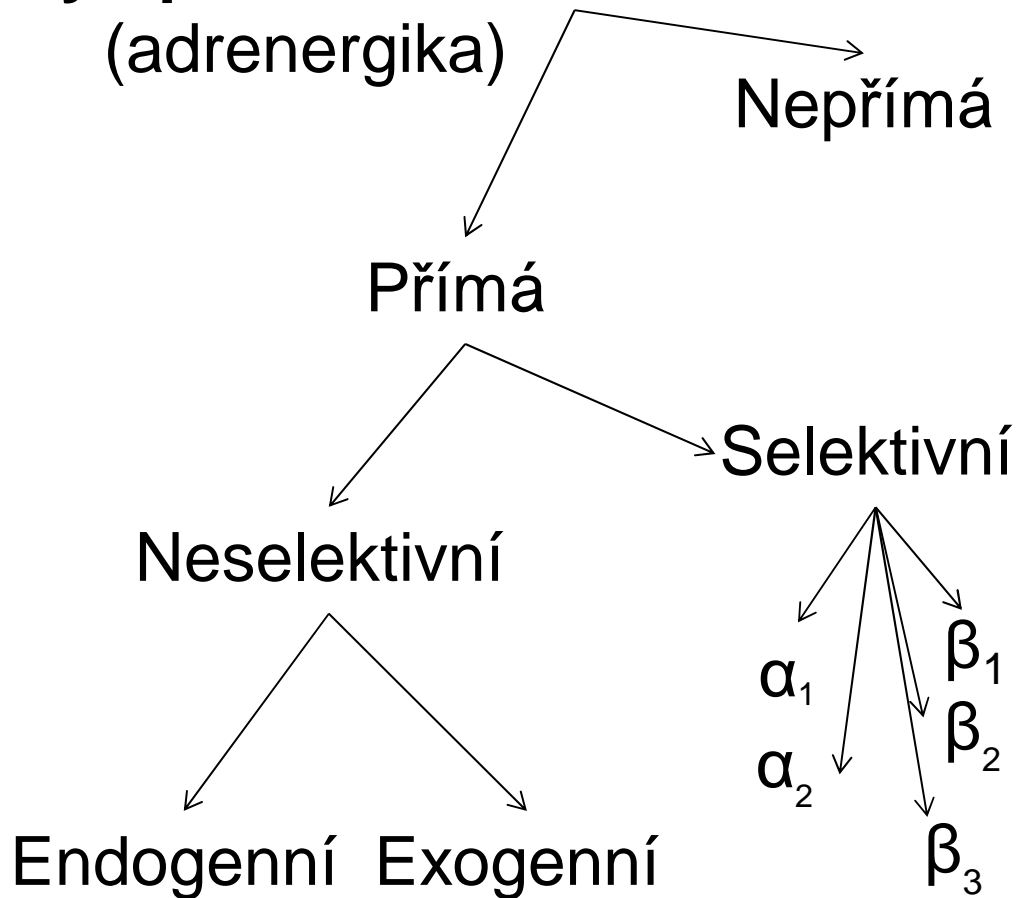 (adrenergika)
Nepřímá
Přímá
Selektivní
Neselektivní
α₁
β₁
β₂
α₂
β₃
Endogenní Exogenní